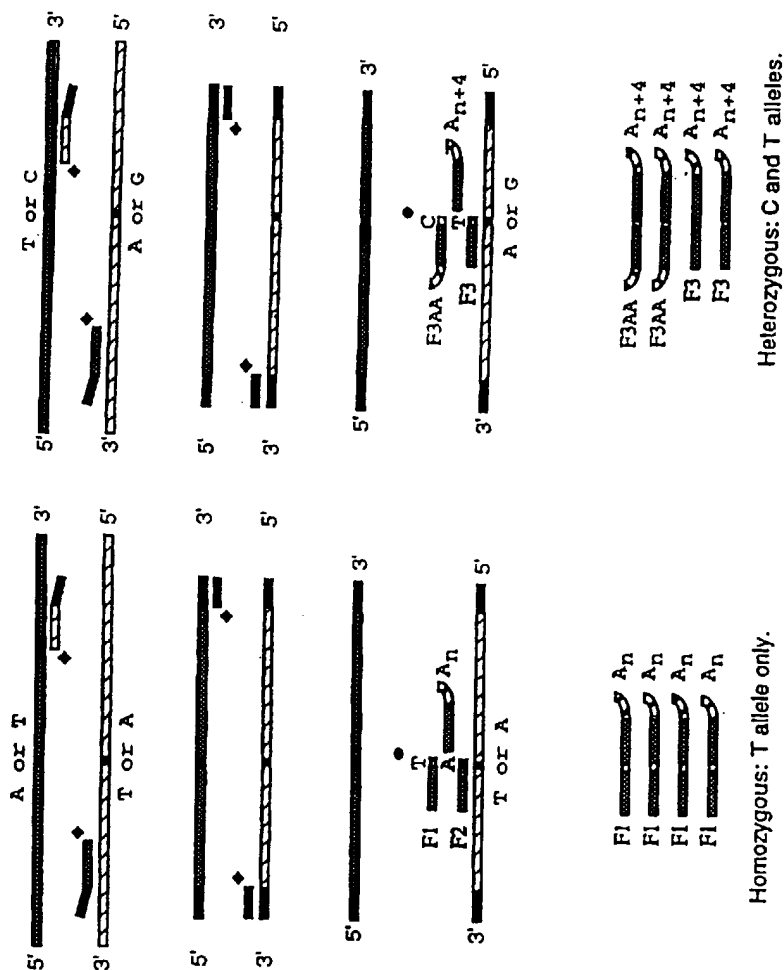 A or T
5' 3'
3' 5'
T or A
5' 3'
3' 5'
5' 3'
F1 T
F2 A An
3' 5'
T or A
F1 An
F1 An
F1 An
F1 An
Homozygous: T allele only.
T or C
5' 3'
3' 5'
A or G
5' 3'
3' 5'
5' 3'
F3AA C
F3 T An+4
3' 5'
A or G
F3AA An+4
F3AA An+4
F3 An+4
F3 An+4
Heterozygous: C and T alleles.